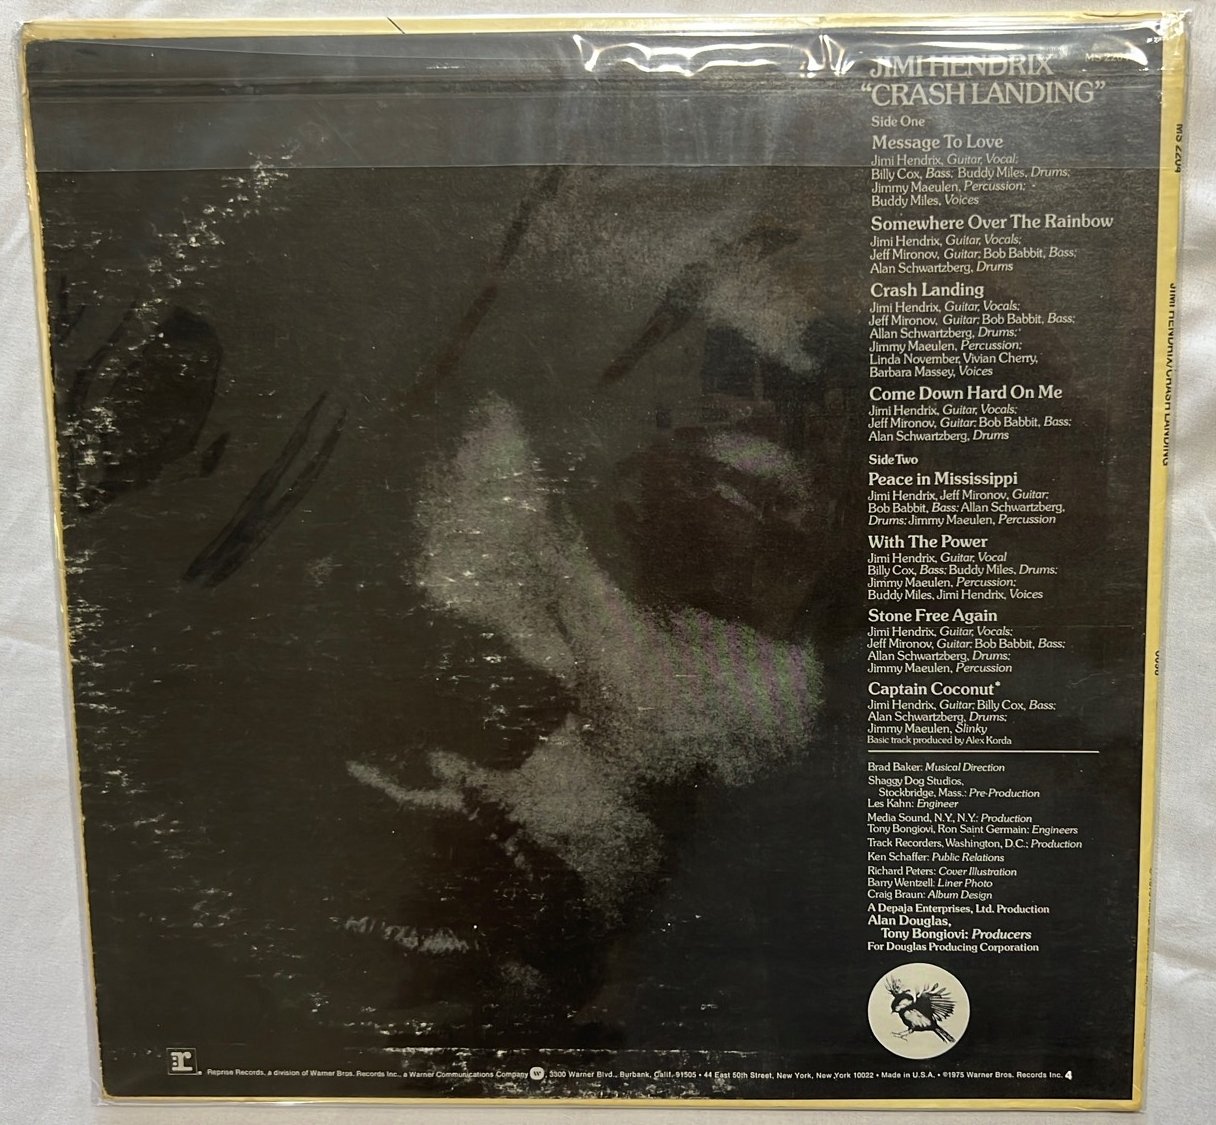 JIMI HENDRIX
"CRASH LANDING"
Side One
Message To Love
Jimi Hendrix, Guitar, Vocal;
Billy Cox, Bass; Buddy Miles, Drums;
Jimmy Maeulen, Percussion;
Buddy Miles, Voices
Somewhere Over The Rainbow
Jimi Hendrix, Guitar, Vocals;
Jeff Mironov, Guitar; Bob Babbit, Bass;
Alan Schwartzberg, Drums
Crash Landing
Jimi Hendrix, Guitar, Vocals;
Jeff Mironov, Guitar; Bob Babbit, Bass;
Allan Schwartzberg, Drums;
Jimmy Maeulen, Percussion;
Linda November, Vivian Cherry,
Barbara Massey, Voices
Come Down Hard On Me
Jimi Hendrix, Guitar, Vocals;
Jeff Mironov, Guitar; Bob Babbit, Bass;
Alan Schwartzberg, Drums
Side Two
Peace in Mississippi
Jimi Hendrix, Jeff Mironov, Guitar;
Bob Babbit, Bass; Allan Schwartzberg,
Drums; Jimmy Maeulen, Percussion
With The Power
Jimi Hendrix, Guitar, Vocal
Billy Cox, Bass; Buddy Miles, Drums;
Jimmy Maeulen, Percussion;
Buddy Miles, Jimi Hendrix, Voices
Stone Free Again
Jimi Hendrix, Guitar, Vocals;
Jeff Mironov, Guitar; Bob Babbit, Bass;
Allan Schwartzberg, Drums;
Jimmy Maeulen, Percussion
Captain Coconut*
Jimi Hendrix, Guitar; Billy Cox, Bass;
Alan Schwartzberg, Drums;
Jimmy Maeulen, Slinky
Basic track produced by Alex Korda
Brad Baker: Musical Direction
Shaggy Dog Studios,
Stockbridge, Mass.: Pre-Production
Les Kahn: Engineer
Media Sound, N.Y., N.Y.: Production
Tony Bongiovi, Ron Saint Germain: Engineers
Track Recorders, Washington, D.C.; Production
Ken Schaffer: Public Relations
Richard Peters: Cover Illustration
Barry Wentzell: Liner Photo
Craig Braun: Album Design
A Depaja Enterprises, Ltd. Production
Alan Douglas,
Tony Bongiovi: Producers
For Douglas Producing Corporation
r
Reprise Records, a division of Warner Bros. Records Inc., a Warner Communications Company W, 3300 Warner Blvd., Burbank, Calif. 91505 • 44 East 50th Street, New York, New York 10022 • Made in U.S.A. • ©1975 Warner Bros. Records Inc. 4
MS 2204
JIMI HENDRIX/CRASH LANDING
0698